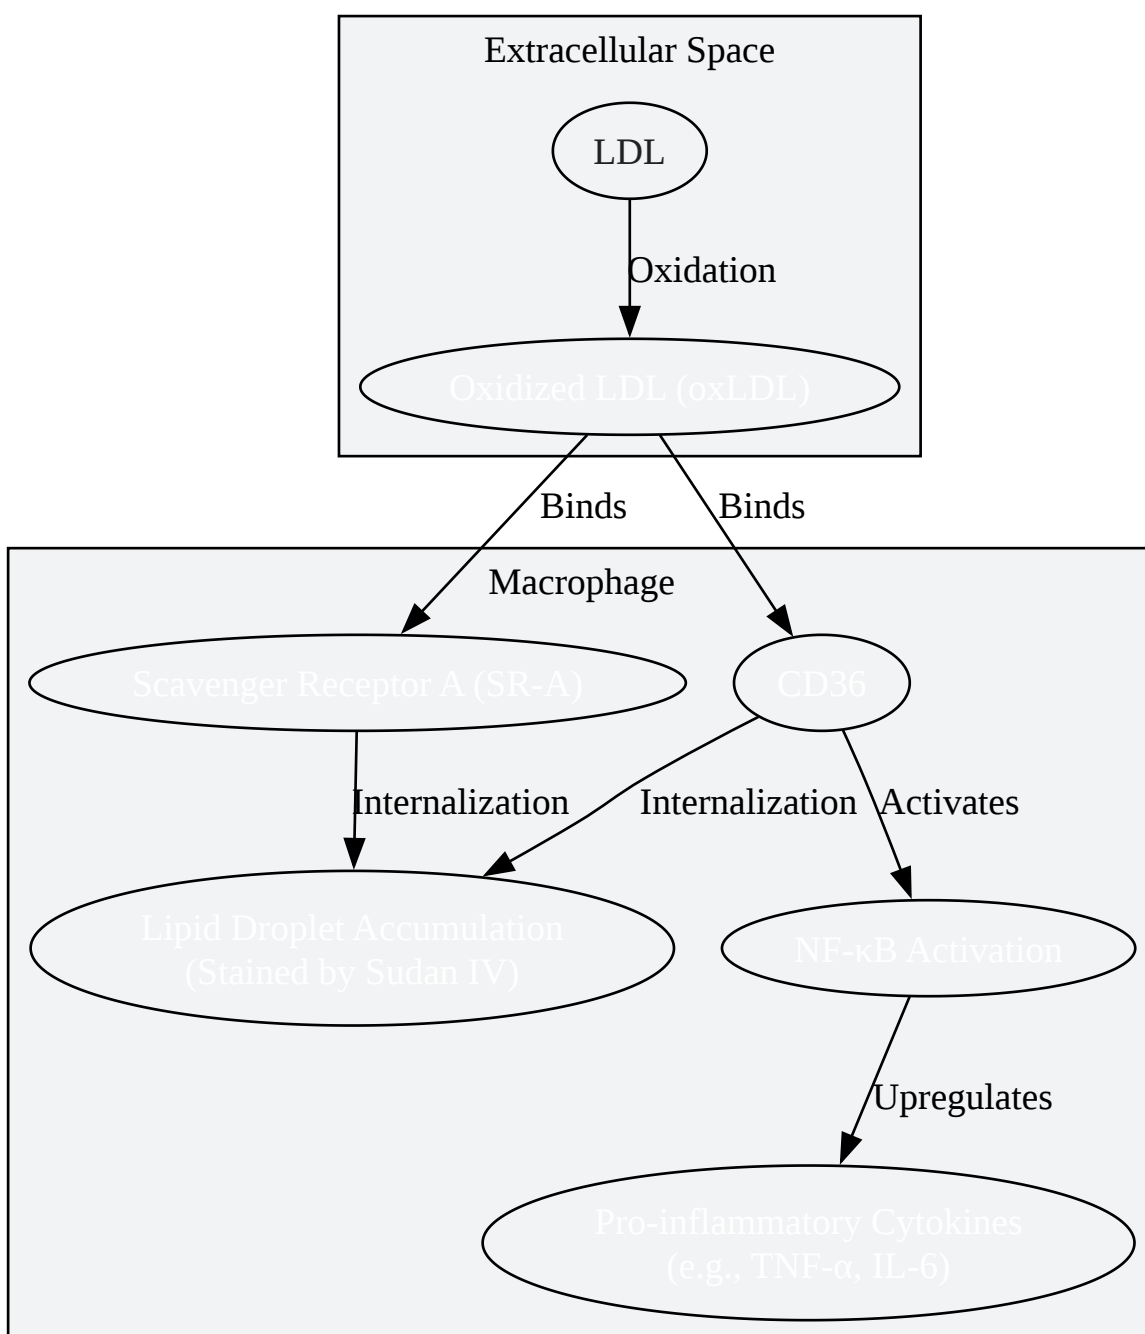 Extracellular Space
LDL
Oxidation
Oxidized LDL (oxLDL)
Binds
Binds
Macrophage
Scavenger Receptor A (SR-A)
CD36
Internalization
Internalization
Activates
Lipid Droplet Accumulation
(Stained by Sudan IV)
NF-κB Activation
Upregulates
Pro-inflammatory Cytokines
(e.g., TNF-α, IL-6)